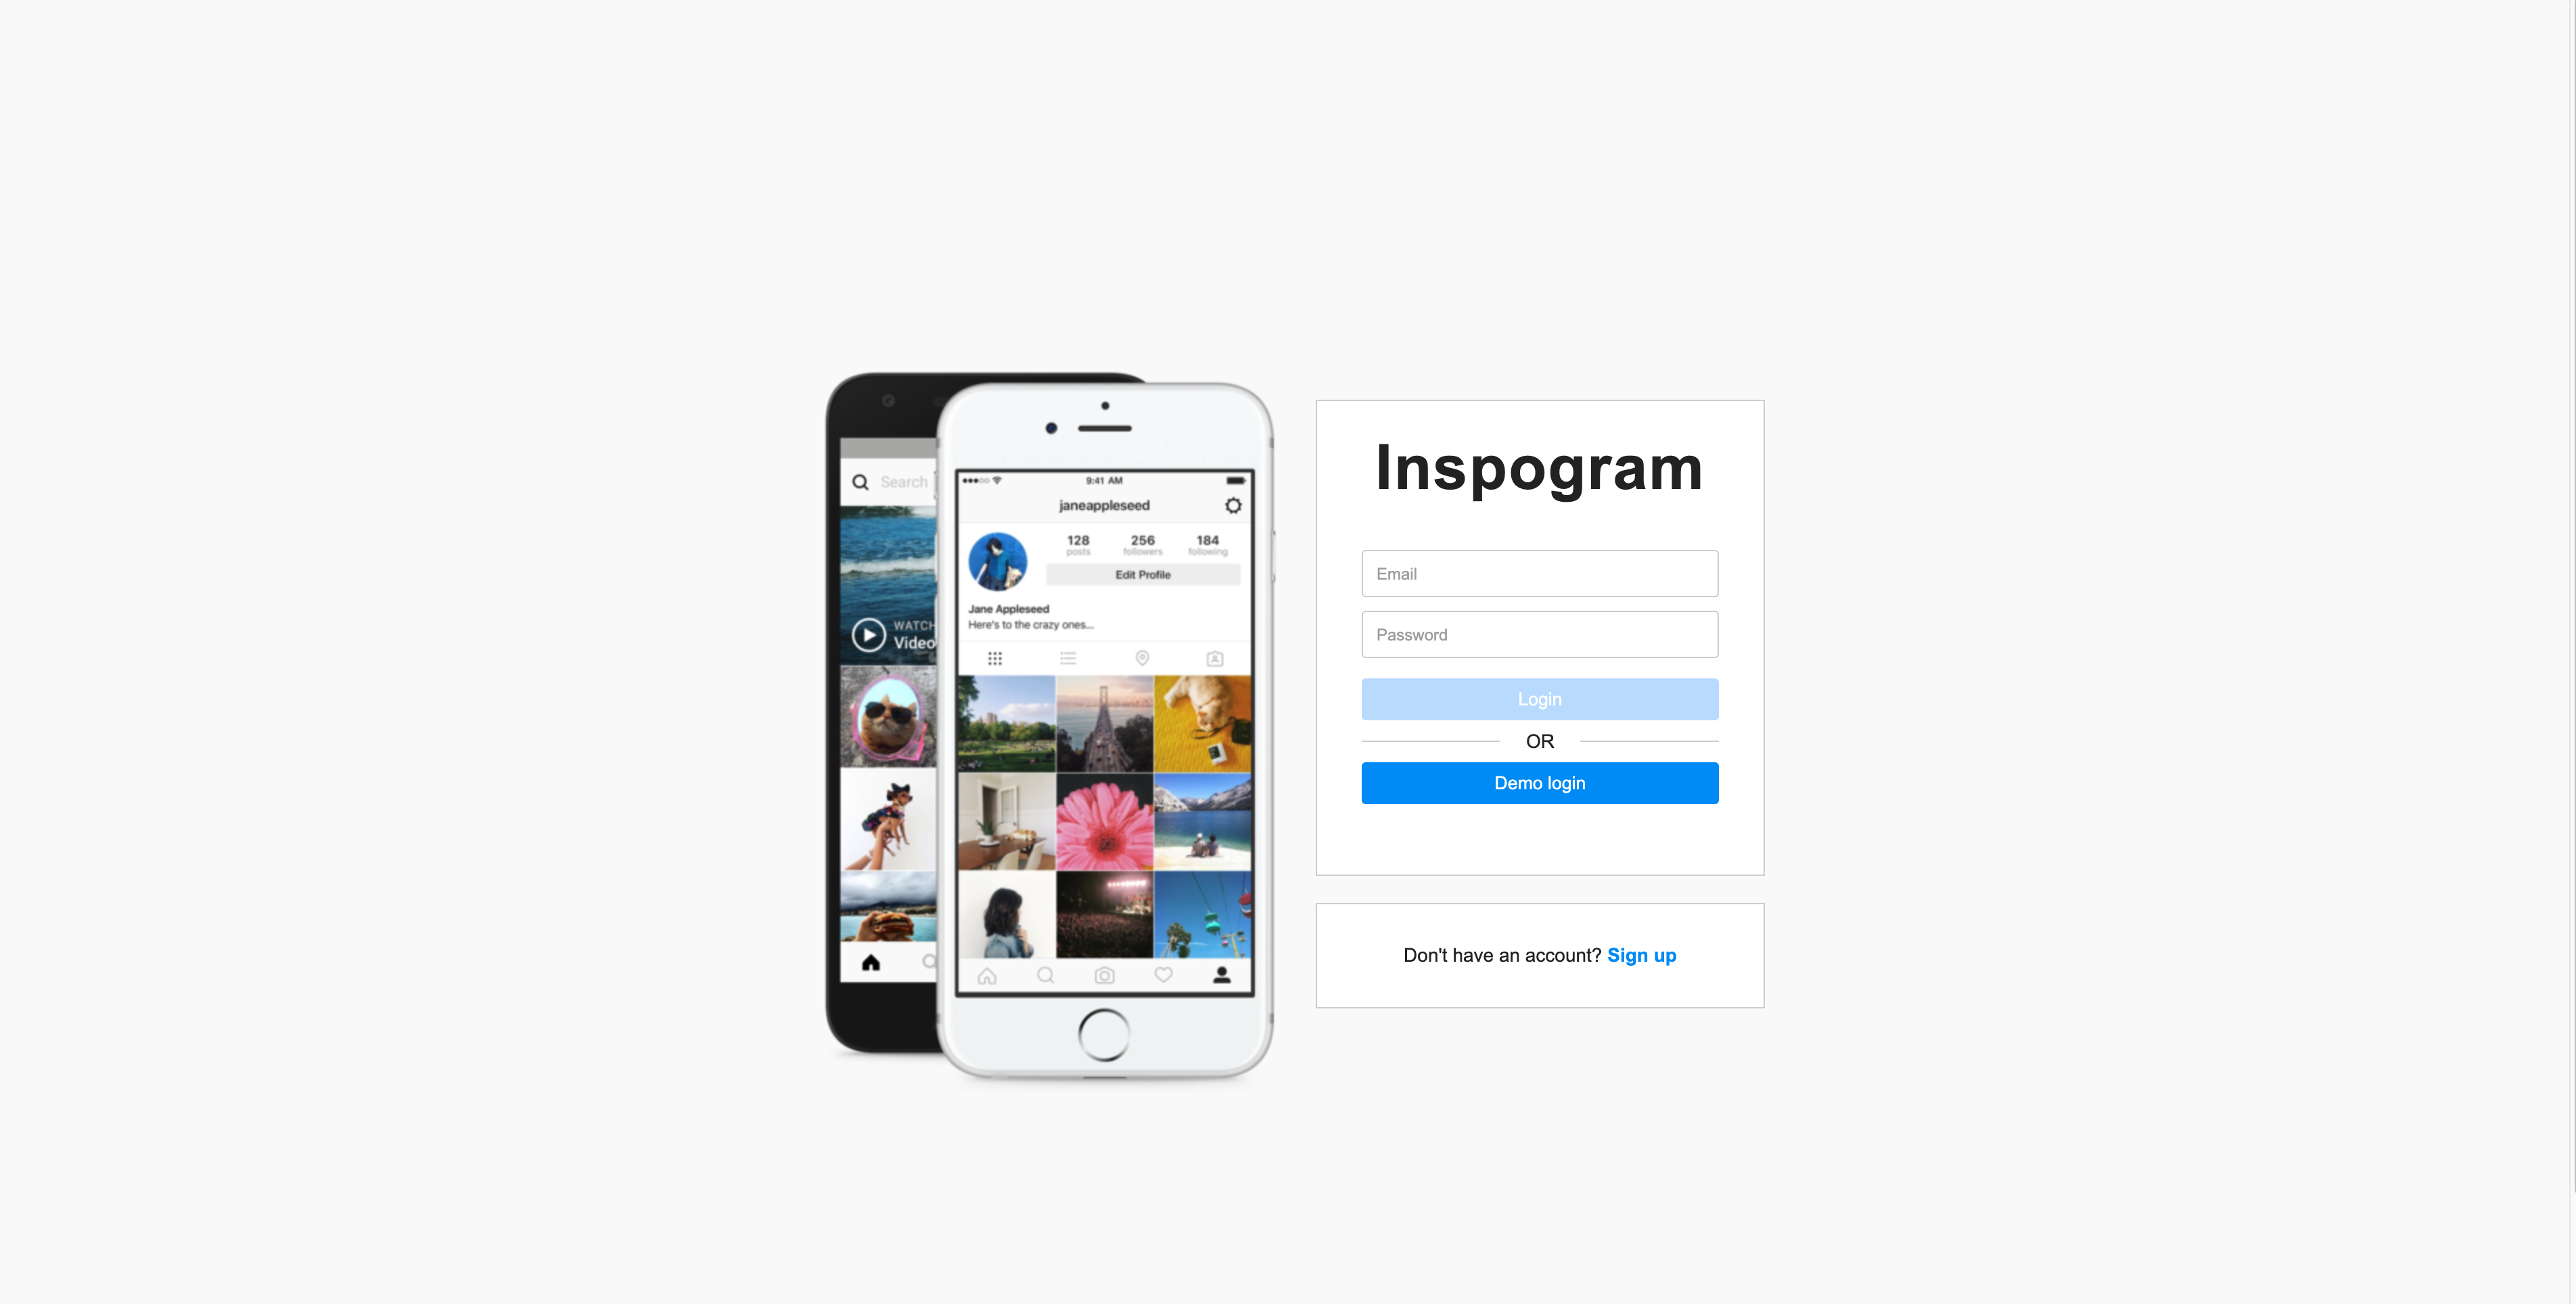 Search
WATCH
Video
9:41 AM
janeappleseed
128 256 184
posts followers following
Edit Profile
Jane Appleseed
Here's to the crazy ones...
Inspogram
Email
Password
Login
OR
Demo login
Don't have an account? Sign up